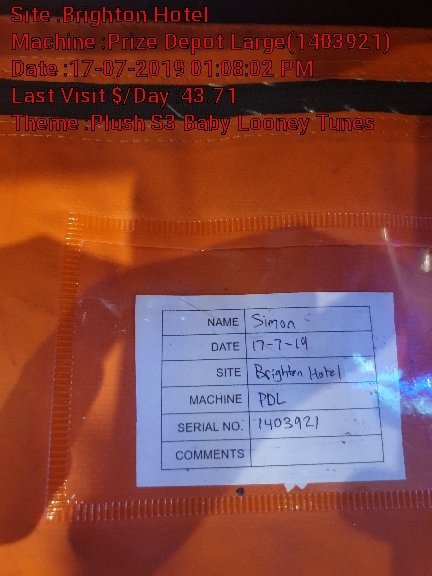 Site :Brighton Hotel
Machine :Prize Depot Large(1403921)
Date :17-07-2019 01:08:02 PM
Last Visit $/Day :43.71
Theme :Plush S3 Baby Looney Tunes
NAME Simon
DATE 17-7-19
SITE Brighton Hotel
MACHINE PDL
SERIAL NO. 1403921
COMMENTS